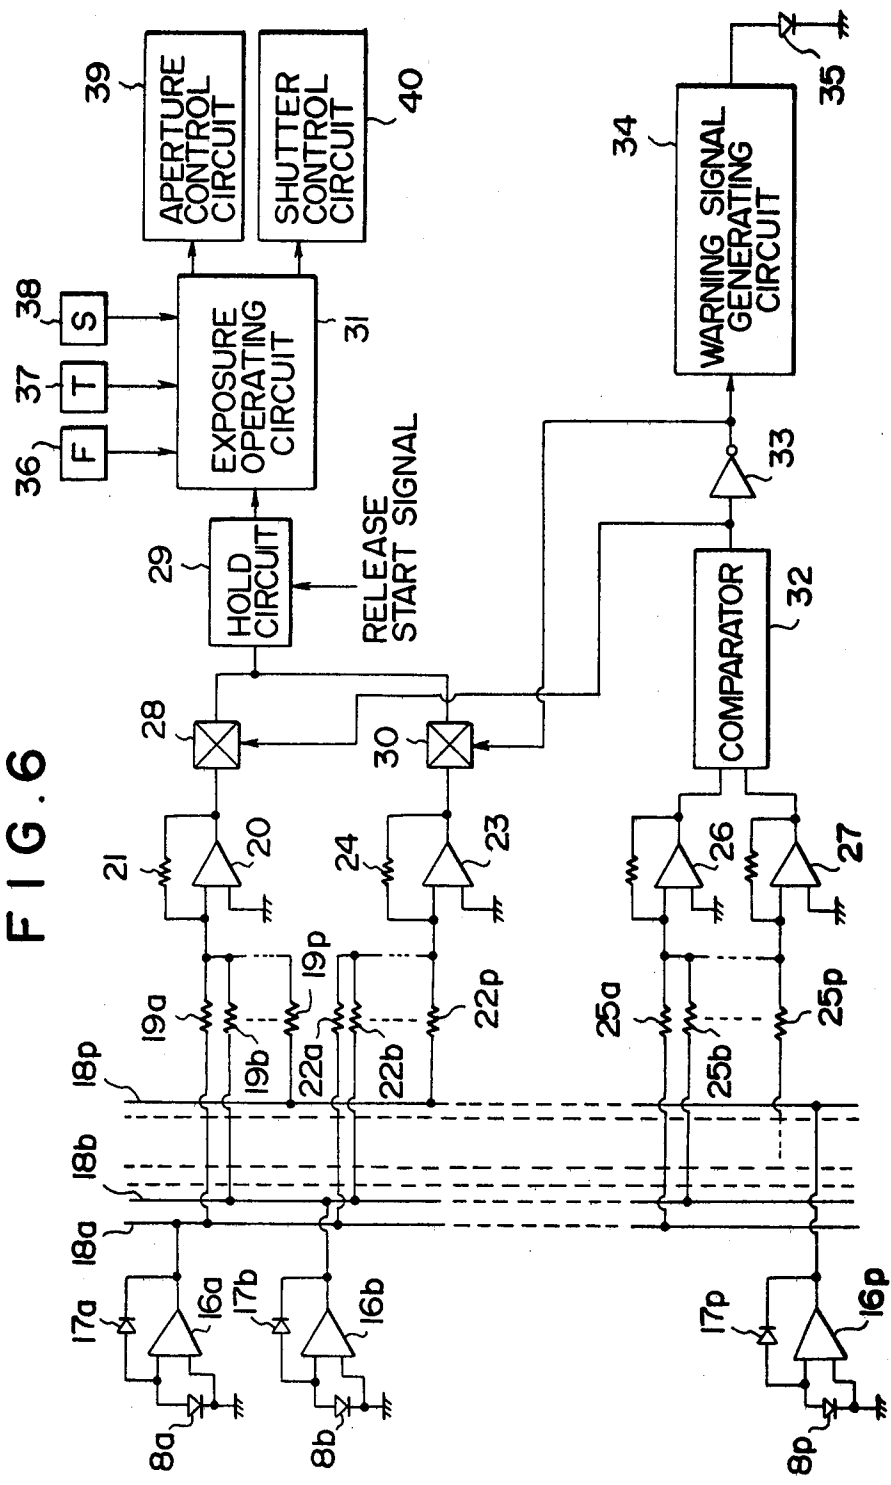 FIG.6
8a
17a
16a
8b
17b
16b
8p
17p
16p
18a
18b
18p
19a
19b
19p
22a
22b
22p
25a
25b
25p
21
20
24
23
26
27
28
30
HOLD
CIRCUIT
29
RELEASE
START SIGNAL
COMPARATOR
32
33
36
F
37
T
38
S
EXPOSURE
OPERATING
CIRCUIT
31
APERTURE
CONTROL
CIRCUIT
39
SHUTTER
CONTROL
CIRCUIT
40
WARNING SIGNAL
GENERATING
CIRCUIT
34
35